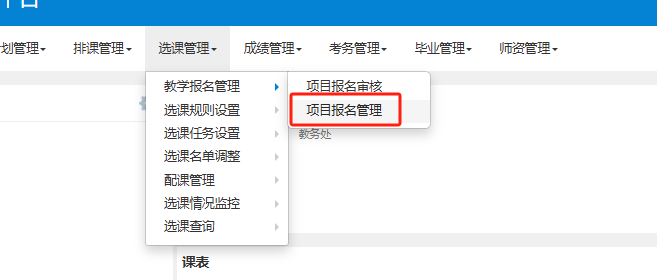 平台
划管理 排课管理 选课管理 成绩管理 考务管理 毕业管理 师资管理
教学报名管理
选课规则设置
选课任务设置
选课名单调整
配课管理
选课情况监控
选课查询
项目报名审核
项目报名管理
教务处
课表